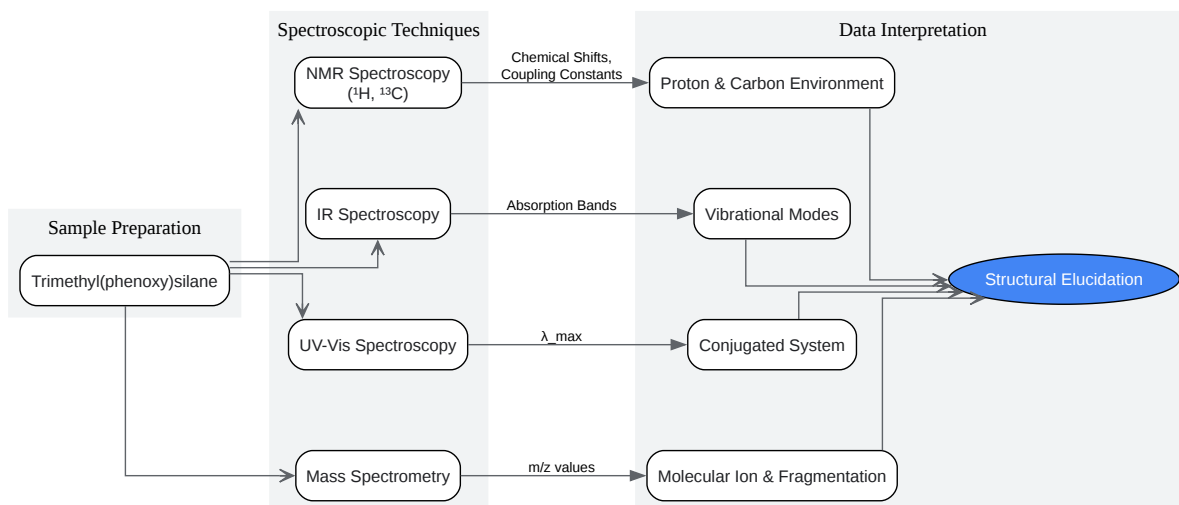 Spectroscopic Techniques
Data Interpretation
Chemical Shifts,
Coupling Constants
NMR Spectroscopy
(¹H, ¹³C)
Proton & Carbon Environment
IR Spectroscopy
Absorption Bands
Vibrational Modes
Sample Preparation
Trimethyl(phenoxy)silane
Structural Elucidation
UV-Vis Spectroscopy
λ_max
Conjugated System
Mass Spectrometry
m/z values
Molecular Ion & Fragmentation